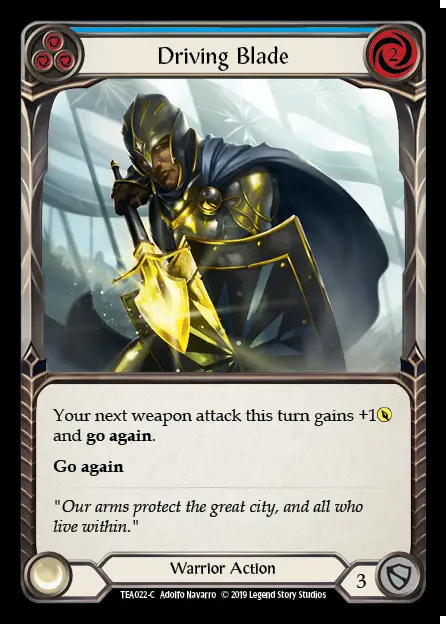 Driving Blade
2
Your next weapon attack this turn gains +1
and go again.
Go again
"Our arms protect the great city, and all who
live within."
Warrior Action
3
TEA022-C Adolfo Navarro © 2019 Legend Story Studios